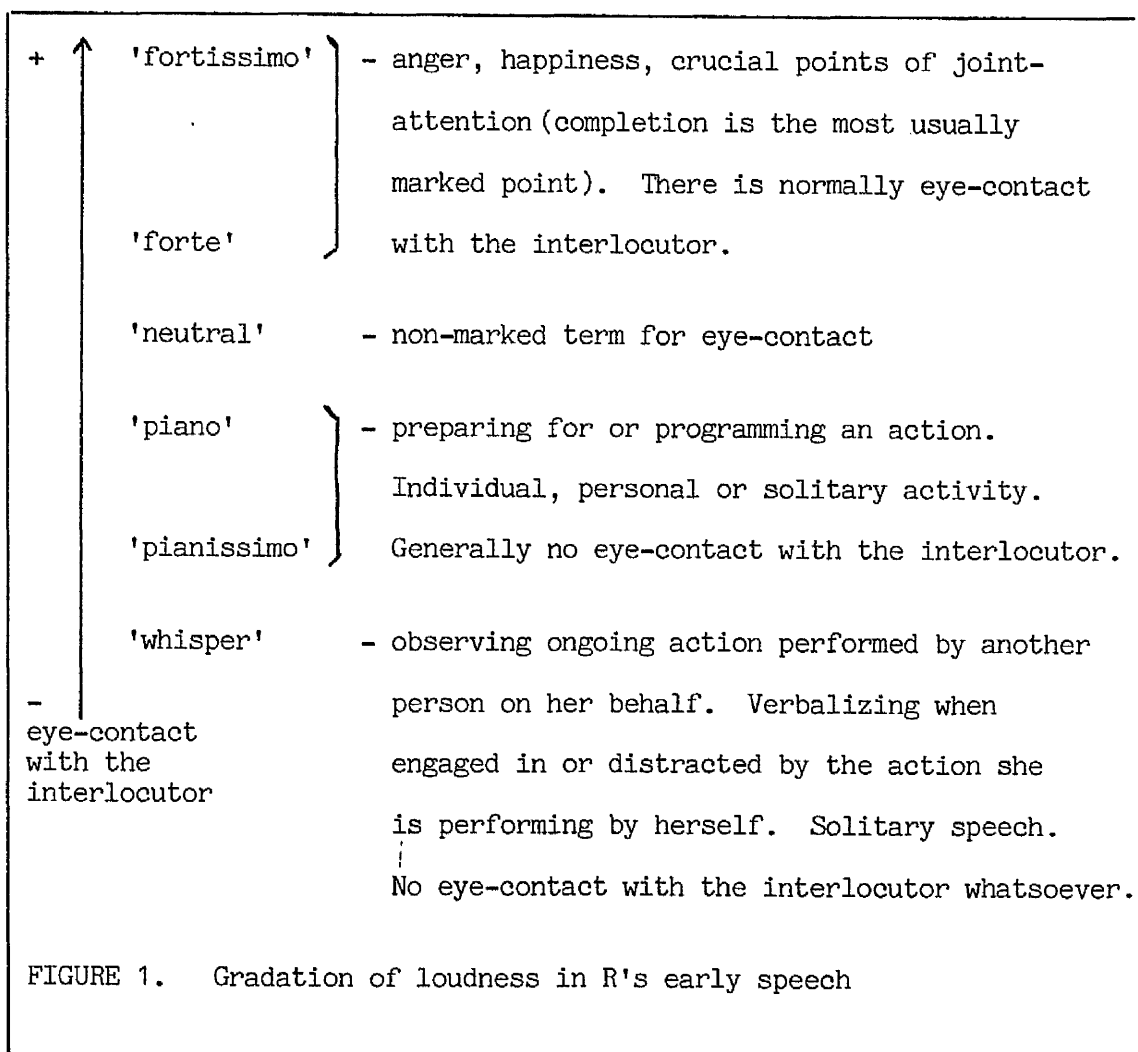 + 'fortissimo' - anger, happiness, crucial points of joint-
attention (completion is the most usually
marked point). There is normally eye-contact
'forte' with the interlocutor.
'neutral' - non-marked term for eye-contact
'piano' - preparing for or programming an action.
Individual, personal or solitary activity.
'pianissimo' Generally no eye-contact with the interlocutor.
'whisper' - observing ongoing action performed by another
- person on her behalf. Verbalizing when
eye-contact
with the engaged in or distracted by the action she
interlocutor
is performing by herself. Solitary speech.
No eye-contact with the interlocutor whatsoever.
FIGURE 1. Gradation of loudness in R's early speech